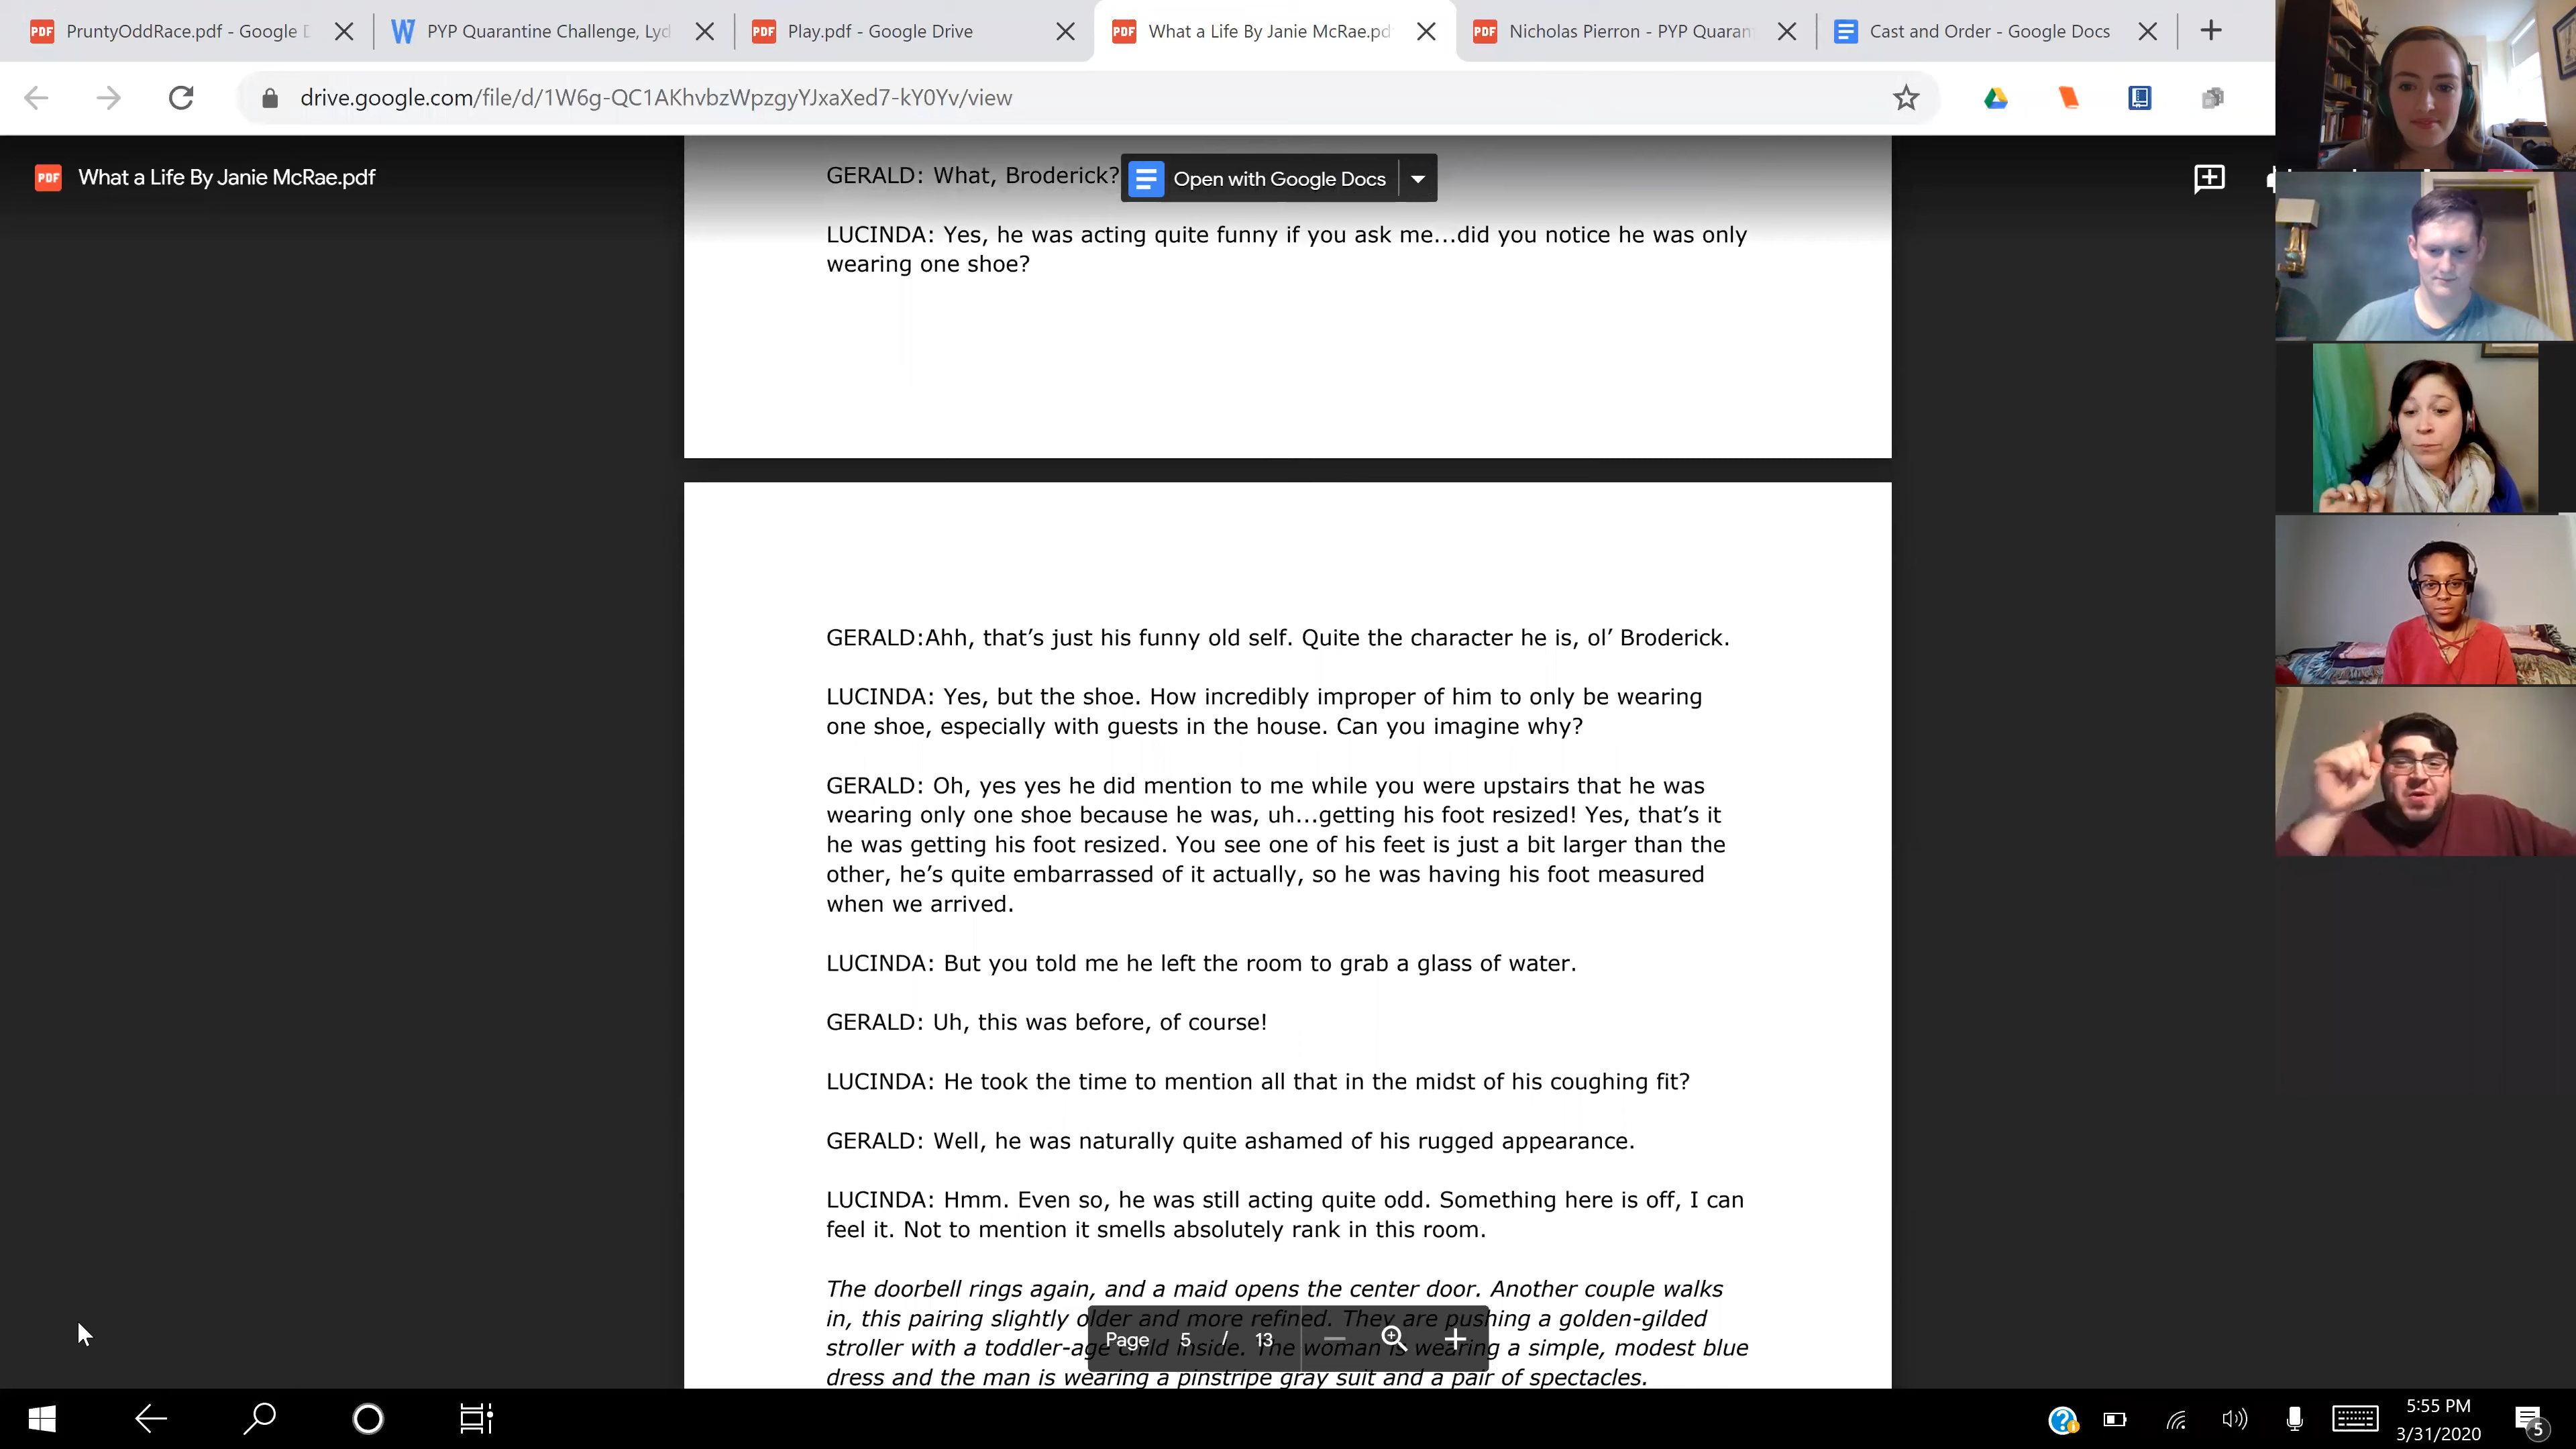 PruntyOddRace.pdf - Google D
PYP Quarantine Challenge, Lyd
Play.pdf - Google Drive
What a Life By Janie McRae.pd
Nicholas Pierron - PYP Quaran
Cast and Order - Google Docs
drive.google.com/file/d/1W6g-QC1AKhvbzWpzgyYJxaXed7-kY0Yv/view
PDF What a Life By Janie McRae.pdf
Open with Google Docs
GERALD: What, Broderick?
LUCINDA: Yes, he was acting quite funny if you ask me...did you notice he was only
wearing one shoe?
GERALD:Ahh, that's just his funny old self. Quite the character he is, ol' Broderick.
LUCINDA: Yes, but the shoe. How incredibly improper of him to only be wearing
one shoe, especially with guests in the house. Can you imagine why?
GERALD: Oh, yes yes he did mention to me while you were upstairs that he was
wearing only one shoe because he was, uh...getting his foot resized! Yes, that's it
he was getting his foot resized. You see one of his feet is just a bit larger than the
other, he's quite embarrassed of it actually, so he was having his foot measured
when we arrived.
LUCINDA: But you told me he left the room to grab a glass of water.
GERALD: Uh, this was before, of course!
LUCINDA: He took the time to mention all that in the midst of his coughing fit?
GERALD: Well, he was naturally quite ashamed of his rugged appearance.
LUCINDA: Hmm. Even so, he was still acting quite odd. Something here is off, I can
feel it. Not to mention it smells absolutely rank in this room.
The doorbell rings again, and a maid opens the center door. Another couple walks
in, this pairing slightly older and more refined. They are pushing a golden-gilded
stroller with a toddler-age child inside. The woman is wearing a simple, modest blue
dress and the man is wearing a pinstripe gray suit and a pair of spectacles.
Page 5 / 13
5:55 PM
3/31/2020
5